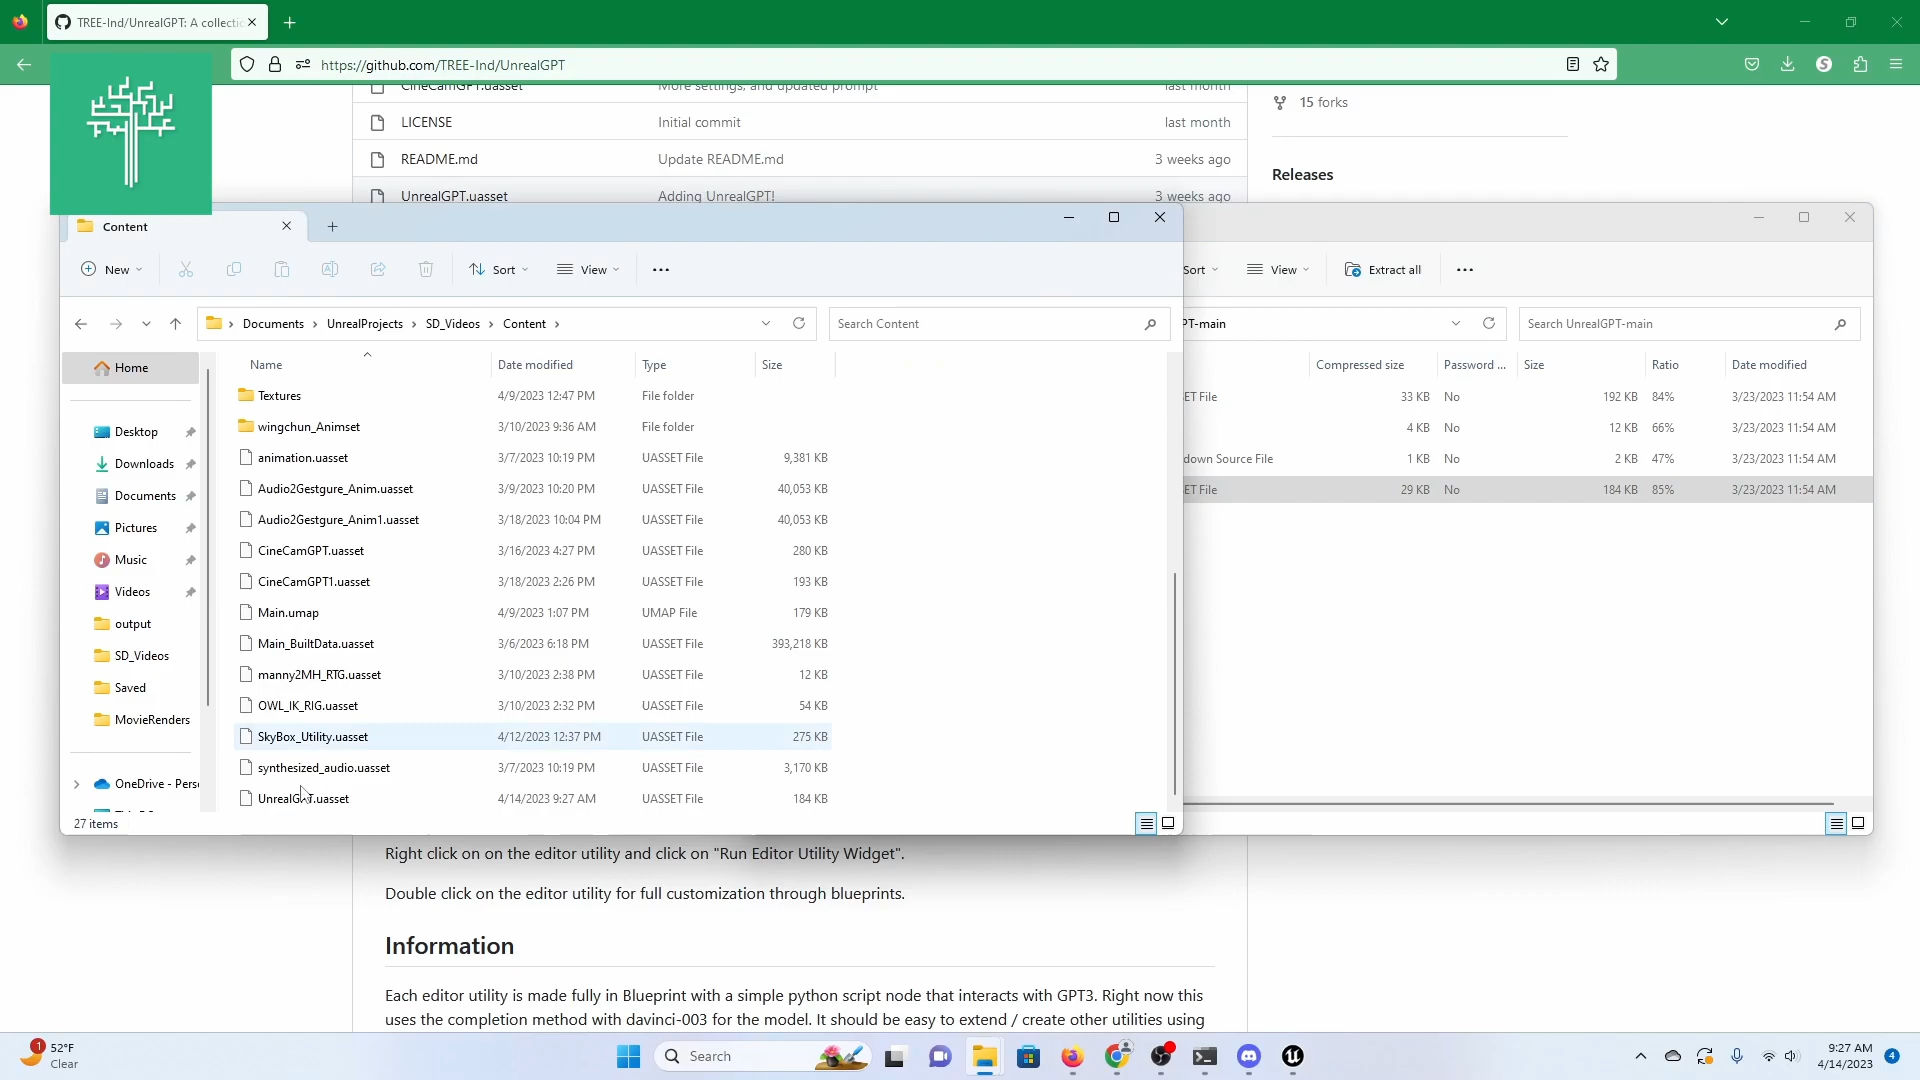 TREE-Ind/UnrealGPT: A collectic
https://github.com/TREE-Ind/UnrealGPT
CineCamGPT.uasset More settings, and updated prompt last month
15 forks
LICENSE Initial commit last month
README.md Update README.md 3 weeks ago
Releases
UnrealGPT.uasset Adding UnrealGPT! 3 weeks ago
Content
New Sort View
Sort View Extract all
Documents UnrealProjects SD_Videos Content Search Content
PT-main Search UnrealGPT-main
Home
Desktop
Downloads
Documents
Pictures
Music
Videos
output
SD_Videos
Saved
MovieRenders
OneDrive - Perso
Name Date modified Type Size
Textures 4/9/2023 12:47 PM File folder
wingchun_Animset 3/10/2023 9:36 AM File folder
animation.uasset 3/7/2023 10:19 PM UASSET File 9,381 KB
Audio2Gestgure_Anim.uasset 3/9/2023 10:20 PM UASSET File 40,053 KB
Audio2Gestgure_Anim1.uasset 3/18/2023 10:04 PM UASSET File 40,053 KB
CineCamGPT.uasset 3/16/2023 4:27 PM UASSET File 280 KB
CineCamGPT1.uasset 3/18/2023 2:26 PM UASSET File 193 KB
Main.umap 4/9/2023 1:07 PM UMAP File 179 KB
Main_BuiltData.uasset 3/6/2023 6:18 PM UASSET File 393,218 KB
manny2MH_RTG.uasset 3/10/2023 2:38 PM UASSET File 12 KB
OWL_IK_RIG.uasset 3/10/2023 2:32 PM UASSET File 54 KB
SkyBox_Utility.uasset 4/12/2023 12:37 PM UASSET File 275 KB
synthesized_audio.uasset 3/7/2023 10:19 PM UASSET File 3,170 KB
UnrealGPT.uasset 4/14/2023 9:27 AM UASSET File 184 KB
27 items
Compressed size Password ... Size Ratio Date modified
ET File 33 KB No 192 KB 84% 3/23/2023 11:54 AM
4 KB No 12 KB 66% 3/23/2023 11:54 AM
down Source File 1 KB No 2 KB 47% 3/23/2023 11:54 AM
ET File 29 KB No 184 KB 85% 3/23/2023 11:54 AM
Right click on on the editor utility and click on "Run Editor Utility Widget".
Double click on the editor utility for full customization through blueprints.
Information
Each editor utility is made fully in Blueprint with a simple python script node that interacts with GPT3. Right now this
uses the completion method with davinci-003 for the model. It should be easy to extend / create other utilities using
1
52°F
Clear
Search
9:27 AM
4/14/2023
4